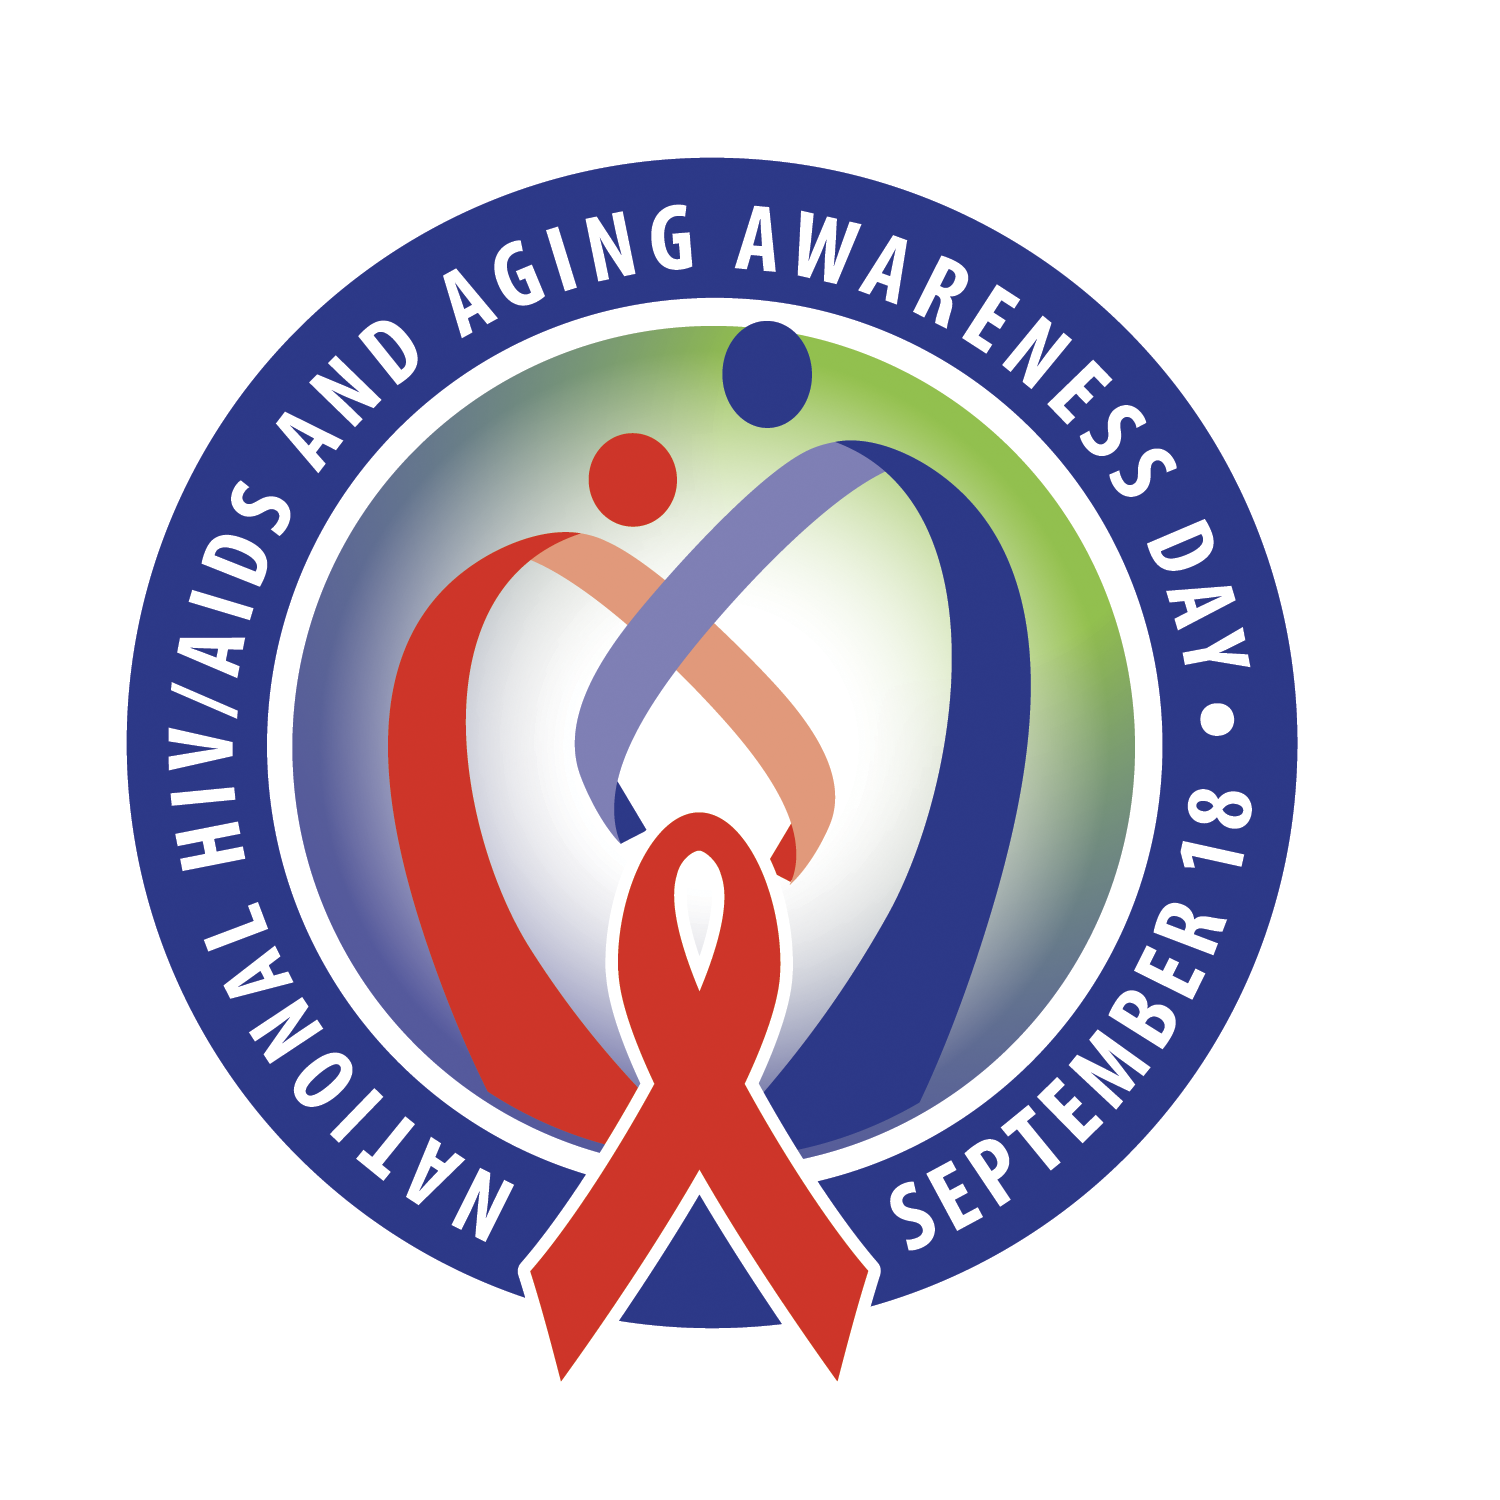 NATIONAL HIV/AIDS AND AGING AWARENESS DAY • SEPTEMBER 18